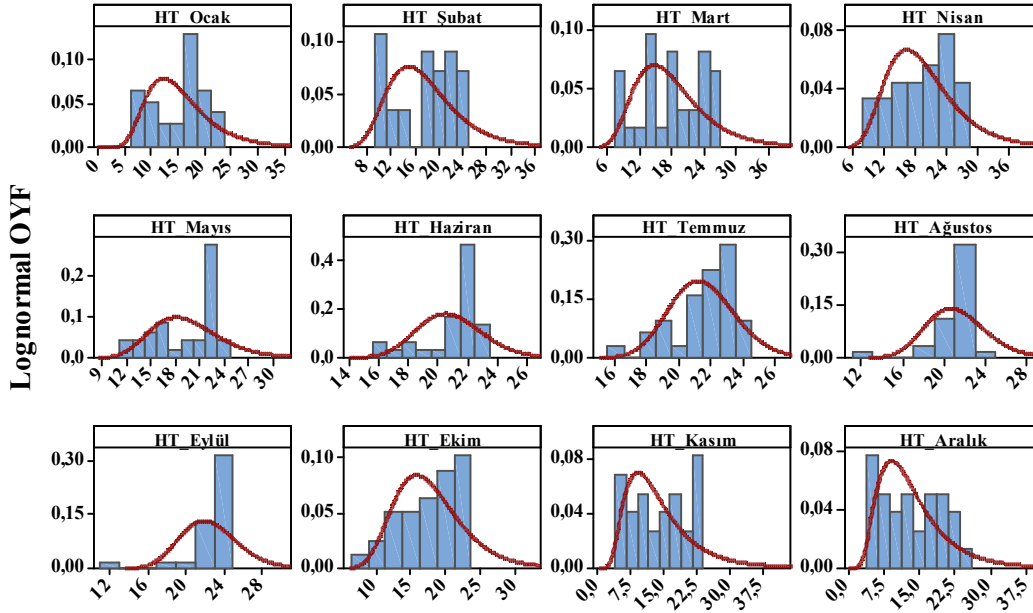 Lognormal OYF
HT_Ocak
0,10
0,05
0,00
0 5 10 15 20 25 30 35
HT_Şubat
0,10
0,05
0,00
8 12 16 20 24 28 32 36
HT_Mart
0,10
0,05
0,00
6 12 18 24 30 36
HT_Nisan
0,08
0,04
0,00
6 12 18 24 30 36
HT_Mayıs
0,2
0,1
0,0
9 12 15 18 21 24 27 30
HT_Haziran
0,4
0,2
0,0
14 16 18 20 22 24 26
HT_Temmuz
0,30
0,15
0,00
16 18 20 22 24 26
HT_Ağustos
0,30
0,15
0,00
12 16 20 24 28
HT_Eylül
0,30
0,15
0,00
12 16 20 24 28
HT_Ekim
0,10
0,05
0,00
10 15 20 25 30
HT_Kasım
0,08
0,04
0,00
0,0 7,5 15,0 22,5 30,0 37,5
HT_Aralık
0,08
0,04
0,00
0,0 7,5 15,0 22,5 30,0 37,5